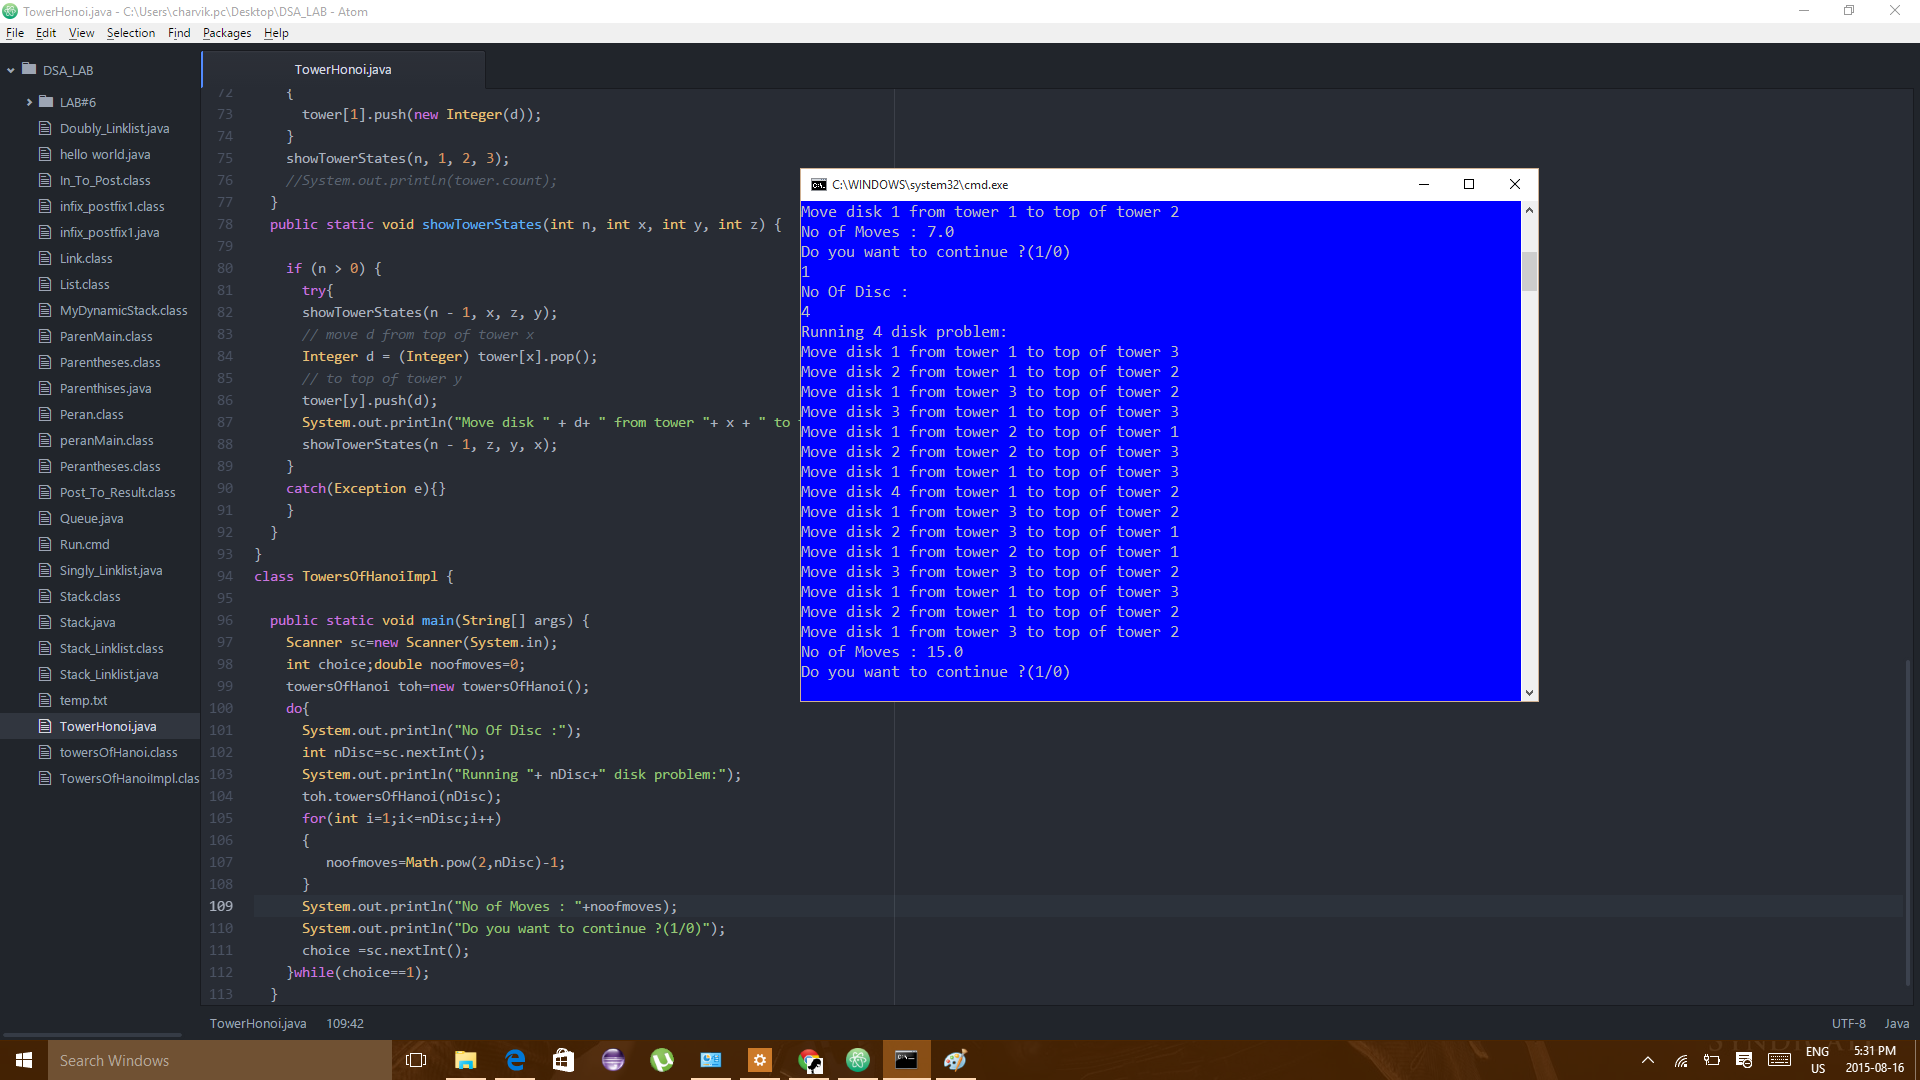 TowerHonoi.java - C:\Users\charvik.pc\Desktop\DSA_LAB - Atom
File Edit View Selection Find Packages Help
DSA_LAB
LAB#6
Doubly_Linklist.java
hello world.java
In_To_Post.class
infix_postfix1.class
infix_postfix1.java
Link.class
List.class
MyDynamicStack.class
ParenMain.class
Parentheses.class
Parenthises.java
Peran.class
peranMain.class
Perantheses.class
Post_To_Result.class
Queue.java
Run.cmd
Singly_Linklist.java
Stack.class
Stack.java
Stack_Linklist.class
Stack_Linklist.java
temp.txt
TowerHonoi.java
towersOfHanoi.class
TowersOfHanoiImpl.clas
TowerHonoi.java
72 {
73 tower[1].push(new Integer(d));
74 }
75 showTowerStates(n, 1, 2, 3);
76 //System.out.println(tower.count);
77 }
78 public static void showTowerStates(int n, int x, int y, int z) {
79
80 if (n > 0) {
81 try{
82 showTowerStates(n - 1, x, z, y);
83 // move d from top of tower x
84 Integer d = (Integer) tower[x].pop();
85 // to top of tower y
86 tower[y].push(d);
87 System.out.println("Move disk " + d+ " from tower "+ x + " to
88 showTowerStates(n - 1, z, y, x);
89 }
90 catch(Exception e){}
91 }
92 }
93 }
94 class TowersOfHanoiImpl {
95
96 public static void main(String[] args) {
97 Scanner sc=new Scanner(System.in);
98 int choice;double noofmoves=0;
99 towersOfHanoi toh=new towersOfHanoi();
100 do{
101 System.out.println("No Of Disc :");
102 int nDisc=sc.nextInt();
103 System.out.println("Running "+ nDisc+" disk problem:");
104 toh.towersOfHanoi(nDisc);
105 for(int i=1;i<=nDisc;i++)
106 {
107 noofmoves=Math.pow(2,nDisc)-1;
108 }
109 System.out.println("No of Moves : "+noofmoves);
110 System.out.println("Do you want to continue ?(1/0)");
111 choice =sc.nextInt();
112 }while(choice==1);
113 }
C:\WINDOWS\system32\cmd.exe
Move disk 1 from tower 1 to top of tower 2
No of Moves : 7.0
Do you want to continue ?(1/0)
1
No Of Disc :
4
Running 4 disk problem:
Move disk 1 from tower 1 to top of tower 3
Move disk 2 from tower 1 to top of tower 2
Move disk 1 from tower 3 to top of tower 2
Move disk 3 from tower 1 to top of tower 3
Move disk 1 from tower 2 to top of tower 1
Move disk 2 from tower 2 to top of tower 3
Move disk 1 from tower 1 to top of tower 3
Move disk 4 from tower 1 to top of tower 2
Move disk 1 from tower 3 to top of tower 2
Move disk 2 from tower 3 to top of tower 1
Move disk 1 from tower 2 to top of tower 1
Move disk 3 from tower 3 to top of tower 2
Move disk 1 from tower 1 to top of tower 3
Move disk 2 from tower 1 to top of tower 2
Move disk 1 from tower 3 to top of tower 2
No of Moves : 15.0
Do you want to continue ?(1/0)
TowerHonoi.java 109:42
UTF-8 Java
Search Windows
ENG
US
5:31 PM
2015-08-16